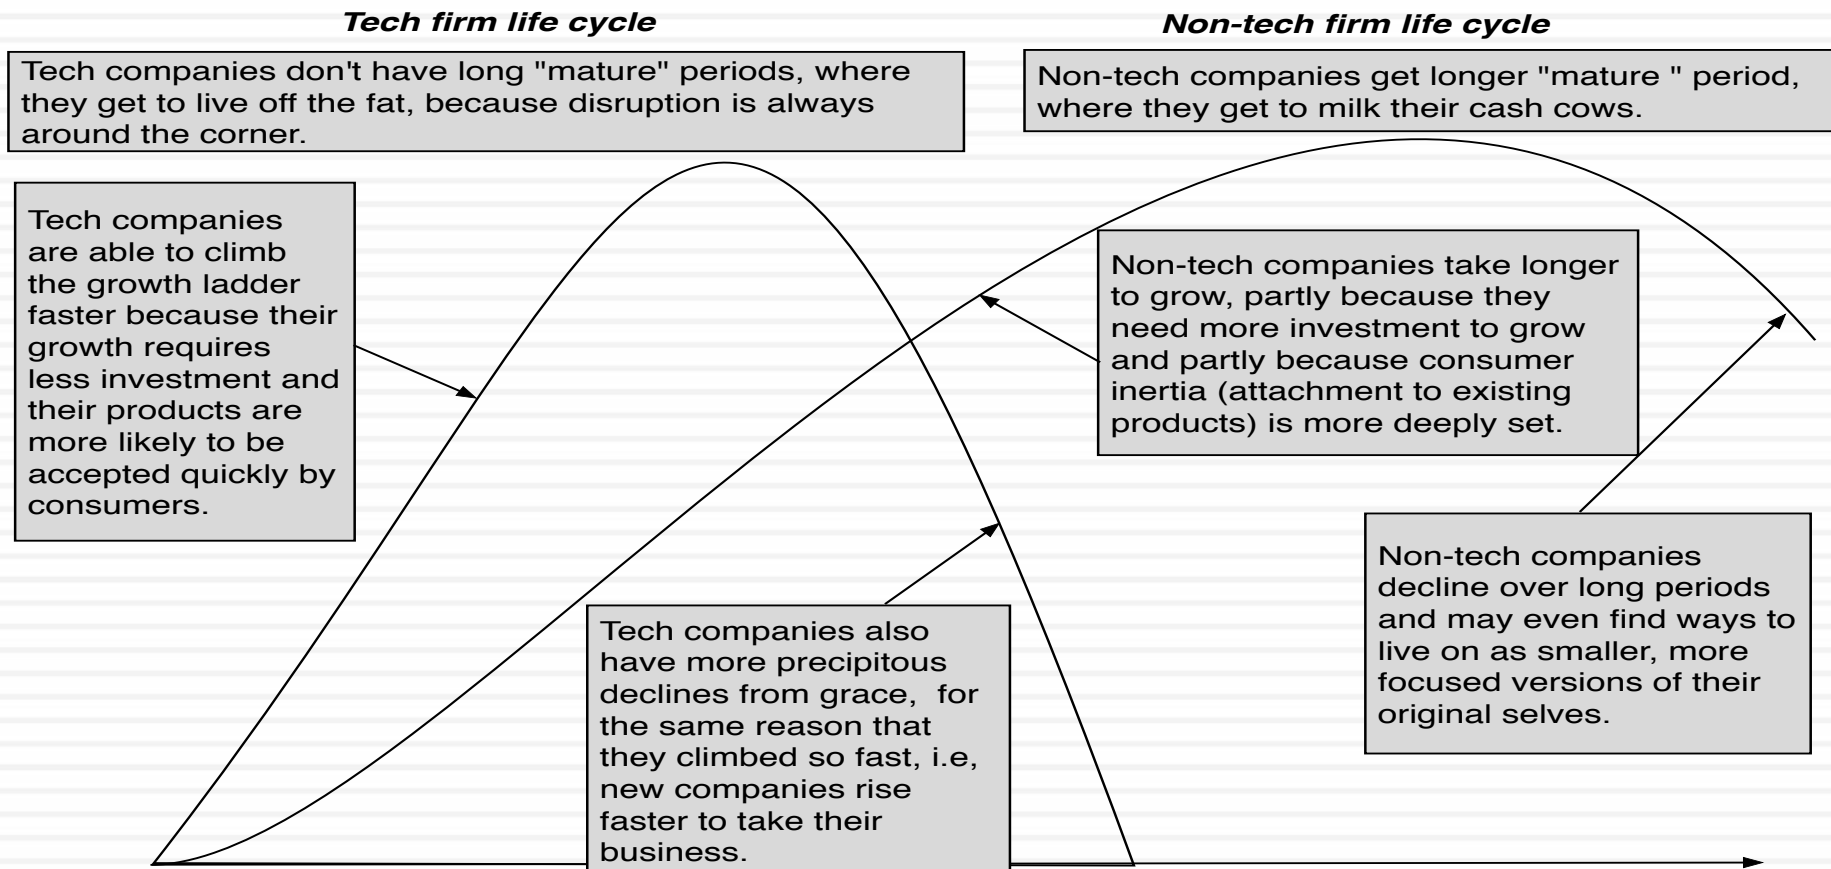 Tech firm life cycle
Non-tech firm life cycle
Tech companies don't have long "mature" periods, where
they get to live off the fat, because disruption is always
around the corner.
Non-tech companies get longer "mature " period,
where they get to milk their cash cows.
Tech companies
are able to climb
the growth ladder
faster because their
growth requires
less investment and
their products are
more likely to be
accepted quickly by
consumers.
Non-tech companies take longer
to grow, partly because they
need more investment to grow
and partly because consumer
inertia (attachment to existing
products) is more deeply set.
Tech companies also
have more precipitous
declines from grace,  for
the same reason that
they climbed so fast, i.e,
new companies rise
faster to take their
business.
Non-tech companies
decline over long periods
and may even find ways to
live on as smaller, more
focused versions of their
original selves.